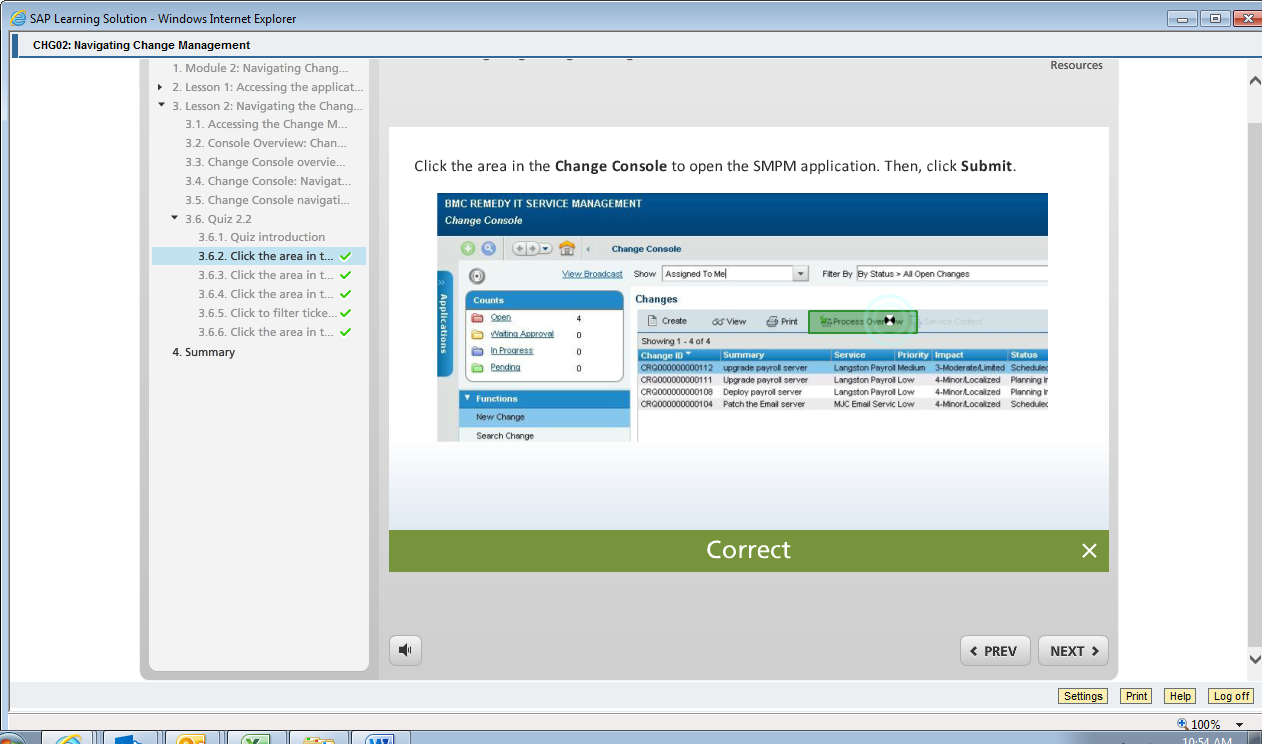 SAP Learning Solution - Windows Internet Explorer
CHG02: Navigating Change Management
1. Module 2: Navigating Chang...
2. Lesson 1: Accessing the applicat...
3. Lesson 2: Navigating the Chang...
3.1. Accessing the Change M...
3.2. Console Overview: Chan...
3.3. Change Console overvie...
3.4. Change Console: Navigat...
3.5. Change Console navigati...
3.6. Quiz 2.2
3.6.1. Quiz introduction
3.6.2. Click the area in t...
3.6.3. Click the area in t...
3.6.4. Click the area in t...
3.6.5. Click to filter ticke...
3.6.6. Click the area in t...
4. Summary
Resources
Click the area in the Change Console to open the SMPM application. Then, click Submit.
BMC REMEDY IT SERVICE MANAGEMENT
Change Console
Change Console
View Broadcast Show Assigned To Me Filter By By Status > All Open Changes
Applications
Counts
Open 4
Waiting Approval 0
In Progress 0
Pending 0
Functions
New Change
Search Change
Changes
Create View Print Process Overview Service Context
Showing 1 - 4 of 4
Change ID Summary Service Priority Impact Status
CRQ000000000112 upgrade payroll server Langston Payroll Medium 3-Moderate/Limited Scheduled
CRQ000000000111 Upgrade payroll server Langston Payroll Low 4-Minor/Localized Planning Ir
CRQ000000000108 Deploy payroll server Langston Payroll Low 4-Minor/Localized Planning Ir
CRQ000000000104 Patch the Email server MJC Email Servic Low 4-Minor/Localized Scheduled
Correct
PREV NEXT
Settings Print Help Log off
100%
10:54 AM